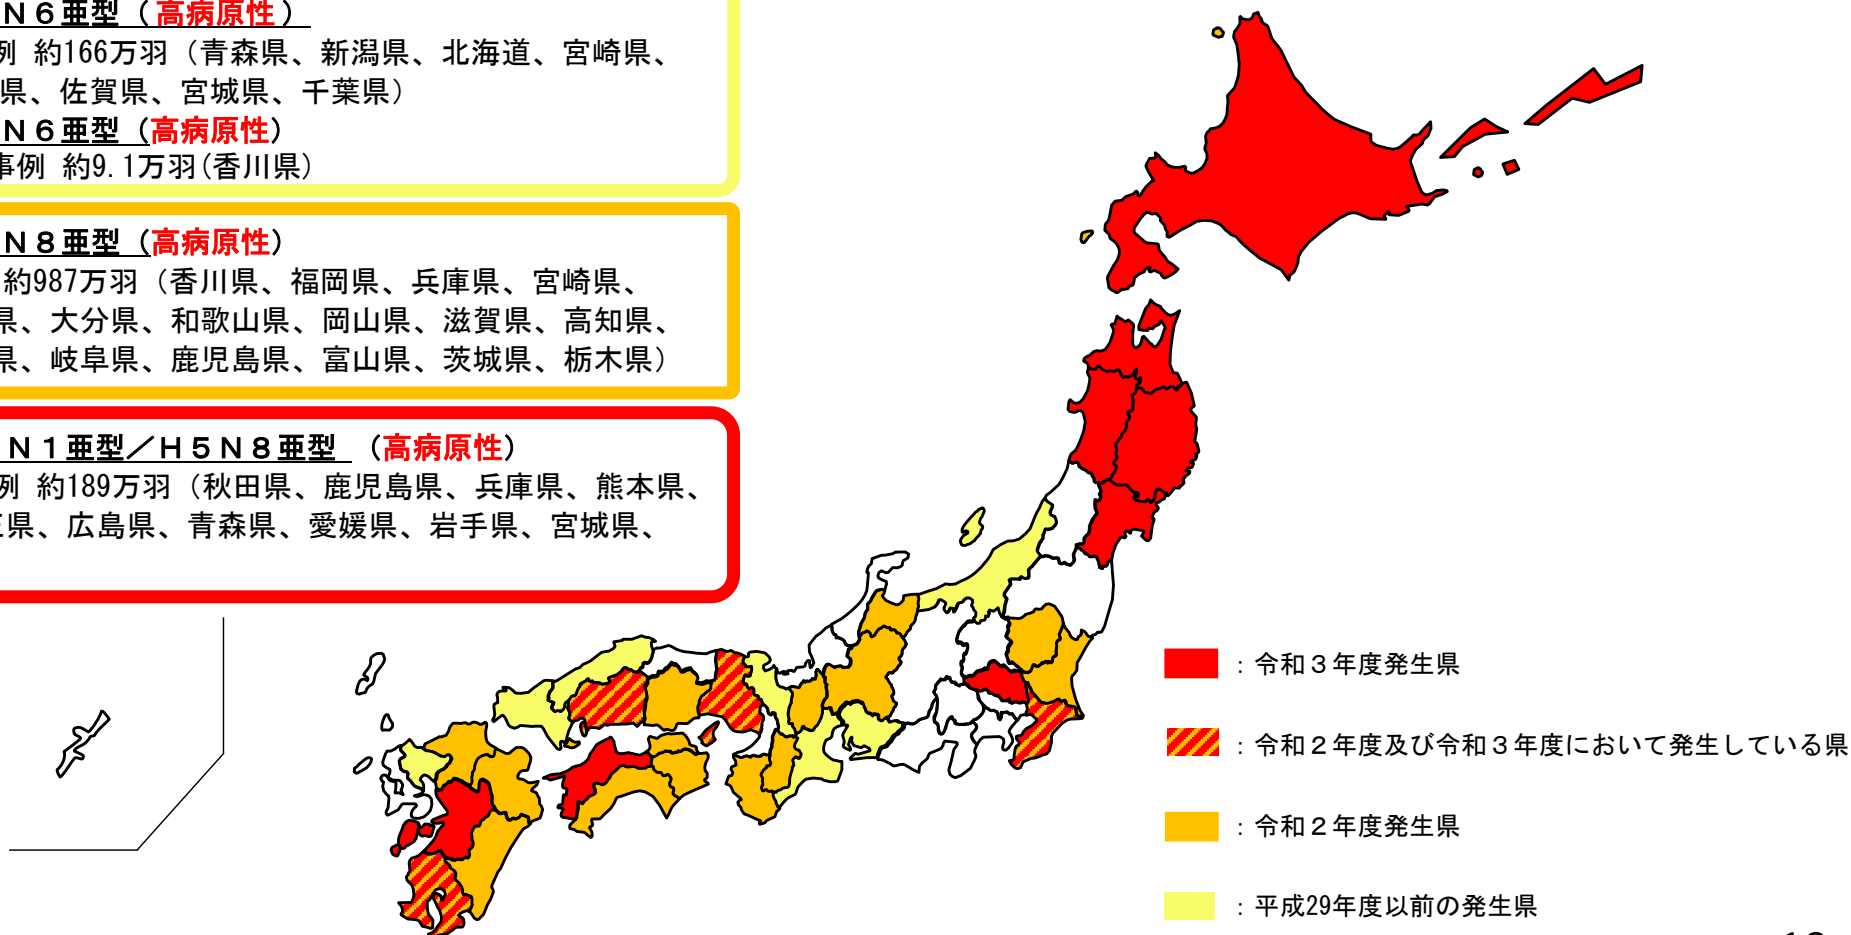 Ｎ６亜型（高病原性）
例 約166万羽（青森県、新潟県、北海道、宮崎県、
県、佐賀県、宮城県、千葉県）
Ｎ６亜型（高病原性）
事例 約9.1万羽(香川県)
Ｎ８亜型（高病原性）
約987万羽（香川県、福岡県、兵庫県、宮崎県、
県、大分県、和歌山県、岡山県、滋賀県、高知県、
県、岐阜県、鹿児島県、富山県、茨城県、栃木県）
Ｎ１亜型／Ｈ５Ｎ８亜型 （高病原性）
例 約189万羽（秋田県、鹿児島県、兵庫県、熊本県、
県、広島県、青森県、愛媛県、岩手県、宮城県、
：令和３年度発生県
：令和２年度及び令和３年度において発生している県
：令和２年度発生県
：平成29年度以前の発生県